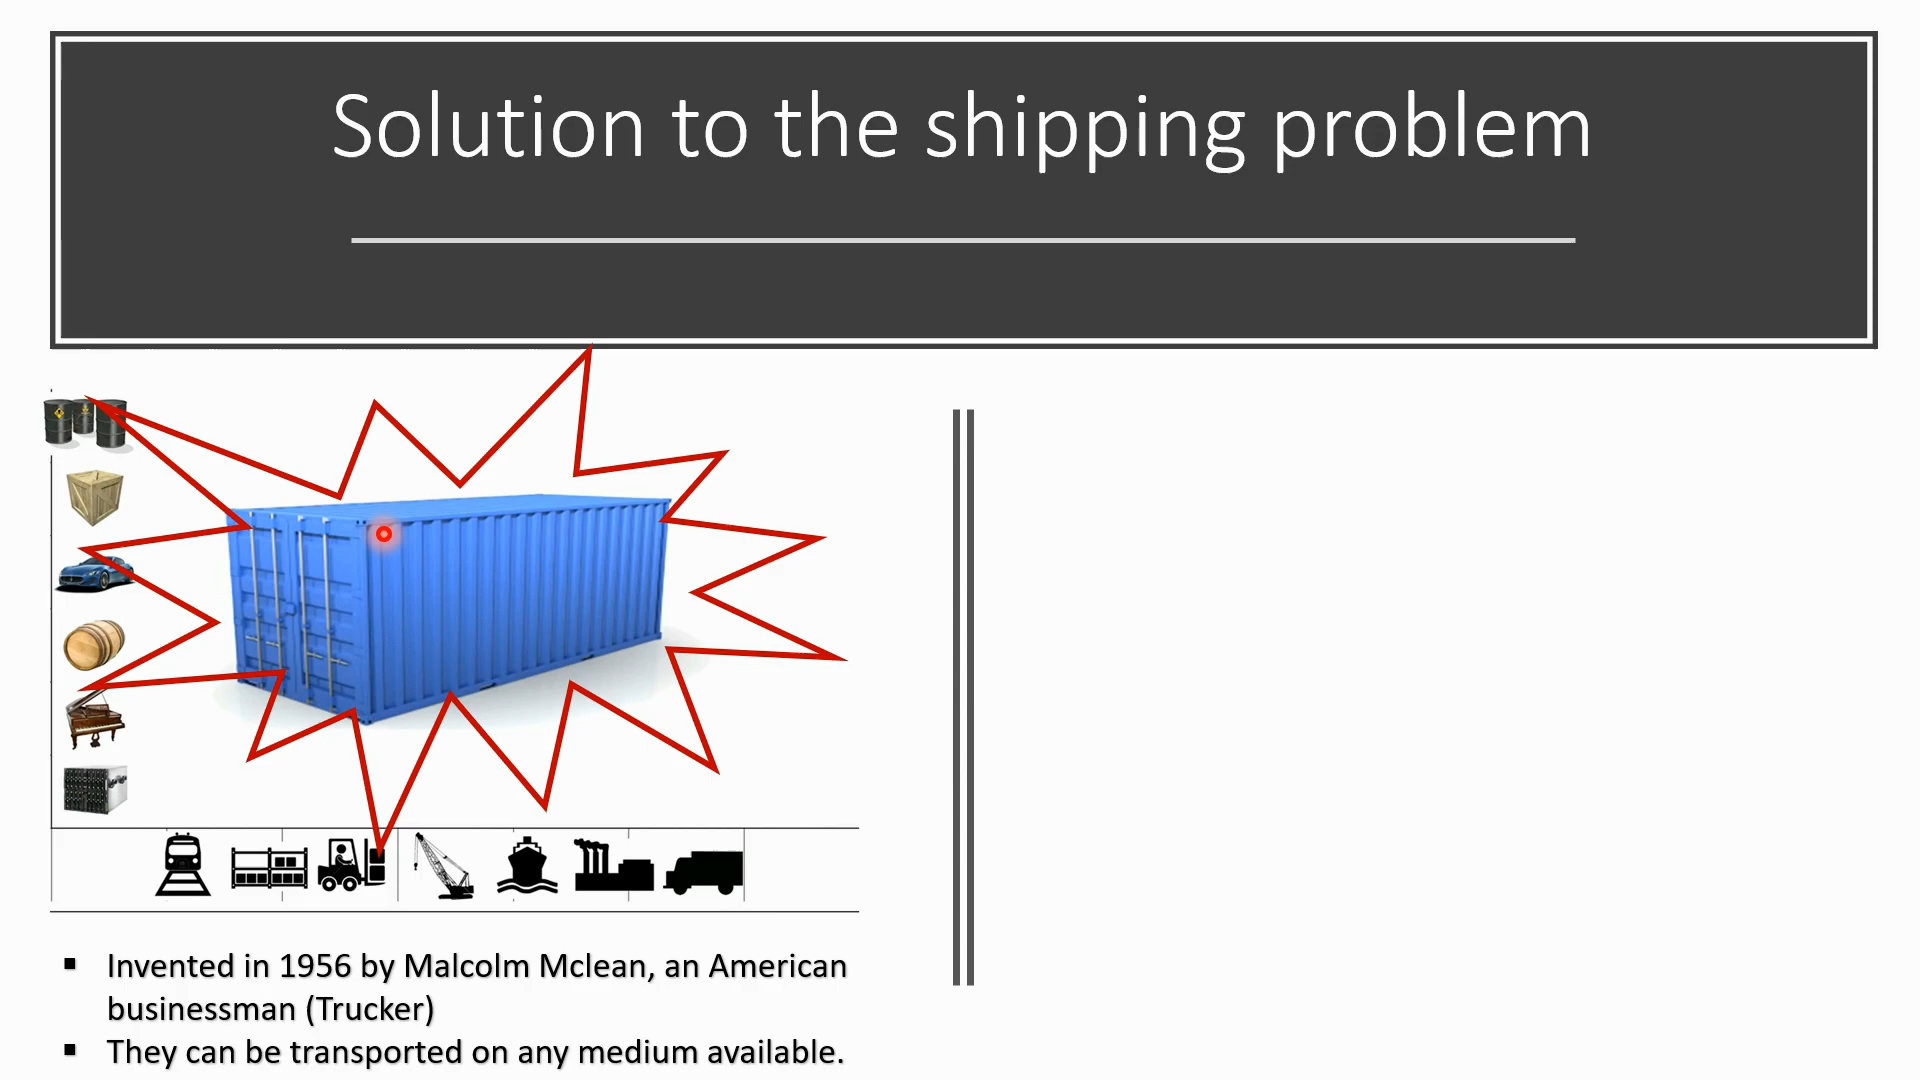 Solution to the shipping problem
▪ Invented in 1956 by Malcolm Mclean, an American
businessman (Trucker)
▪ They can be transported on any medium available.